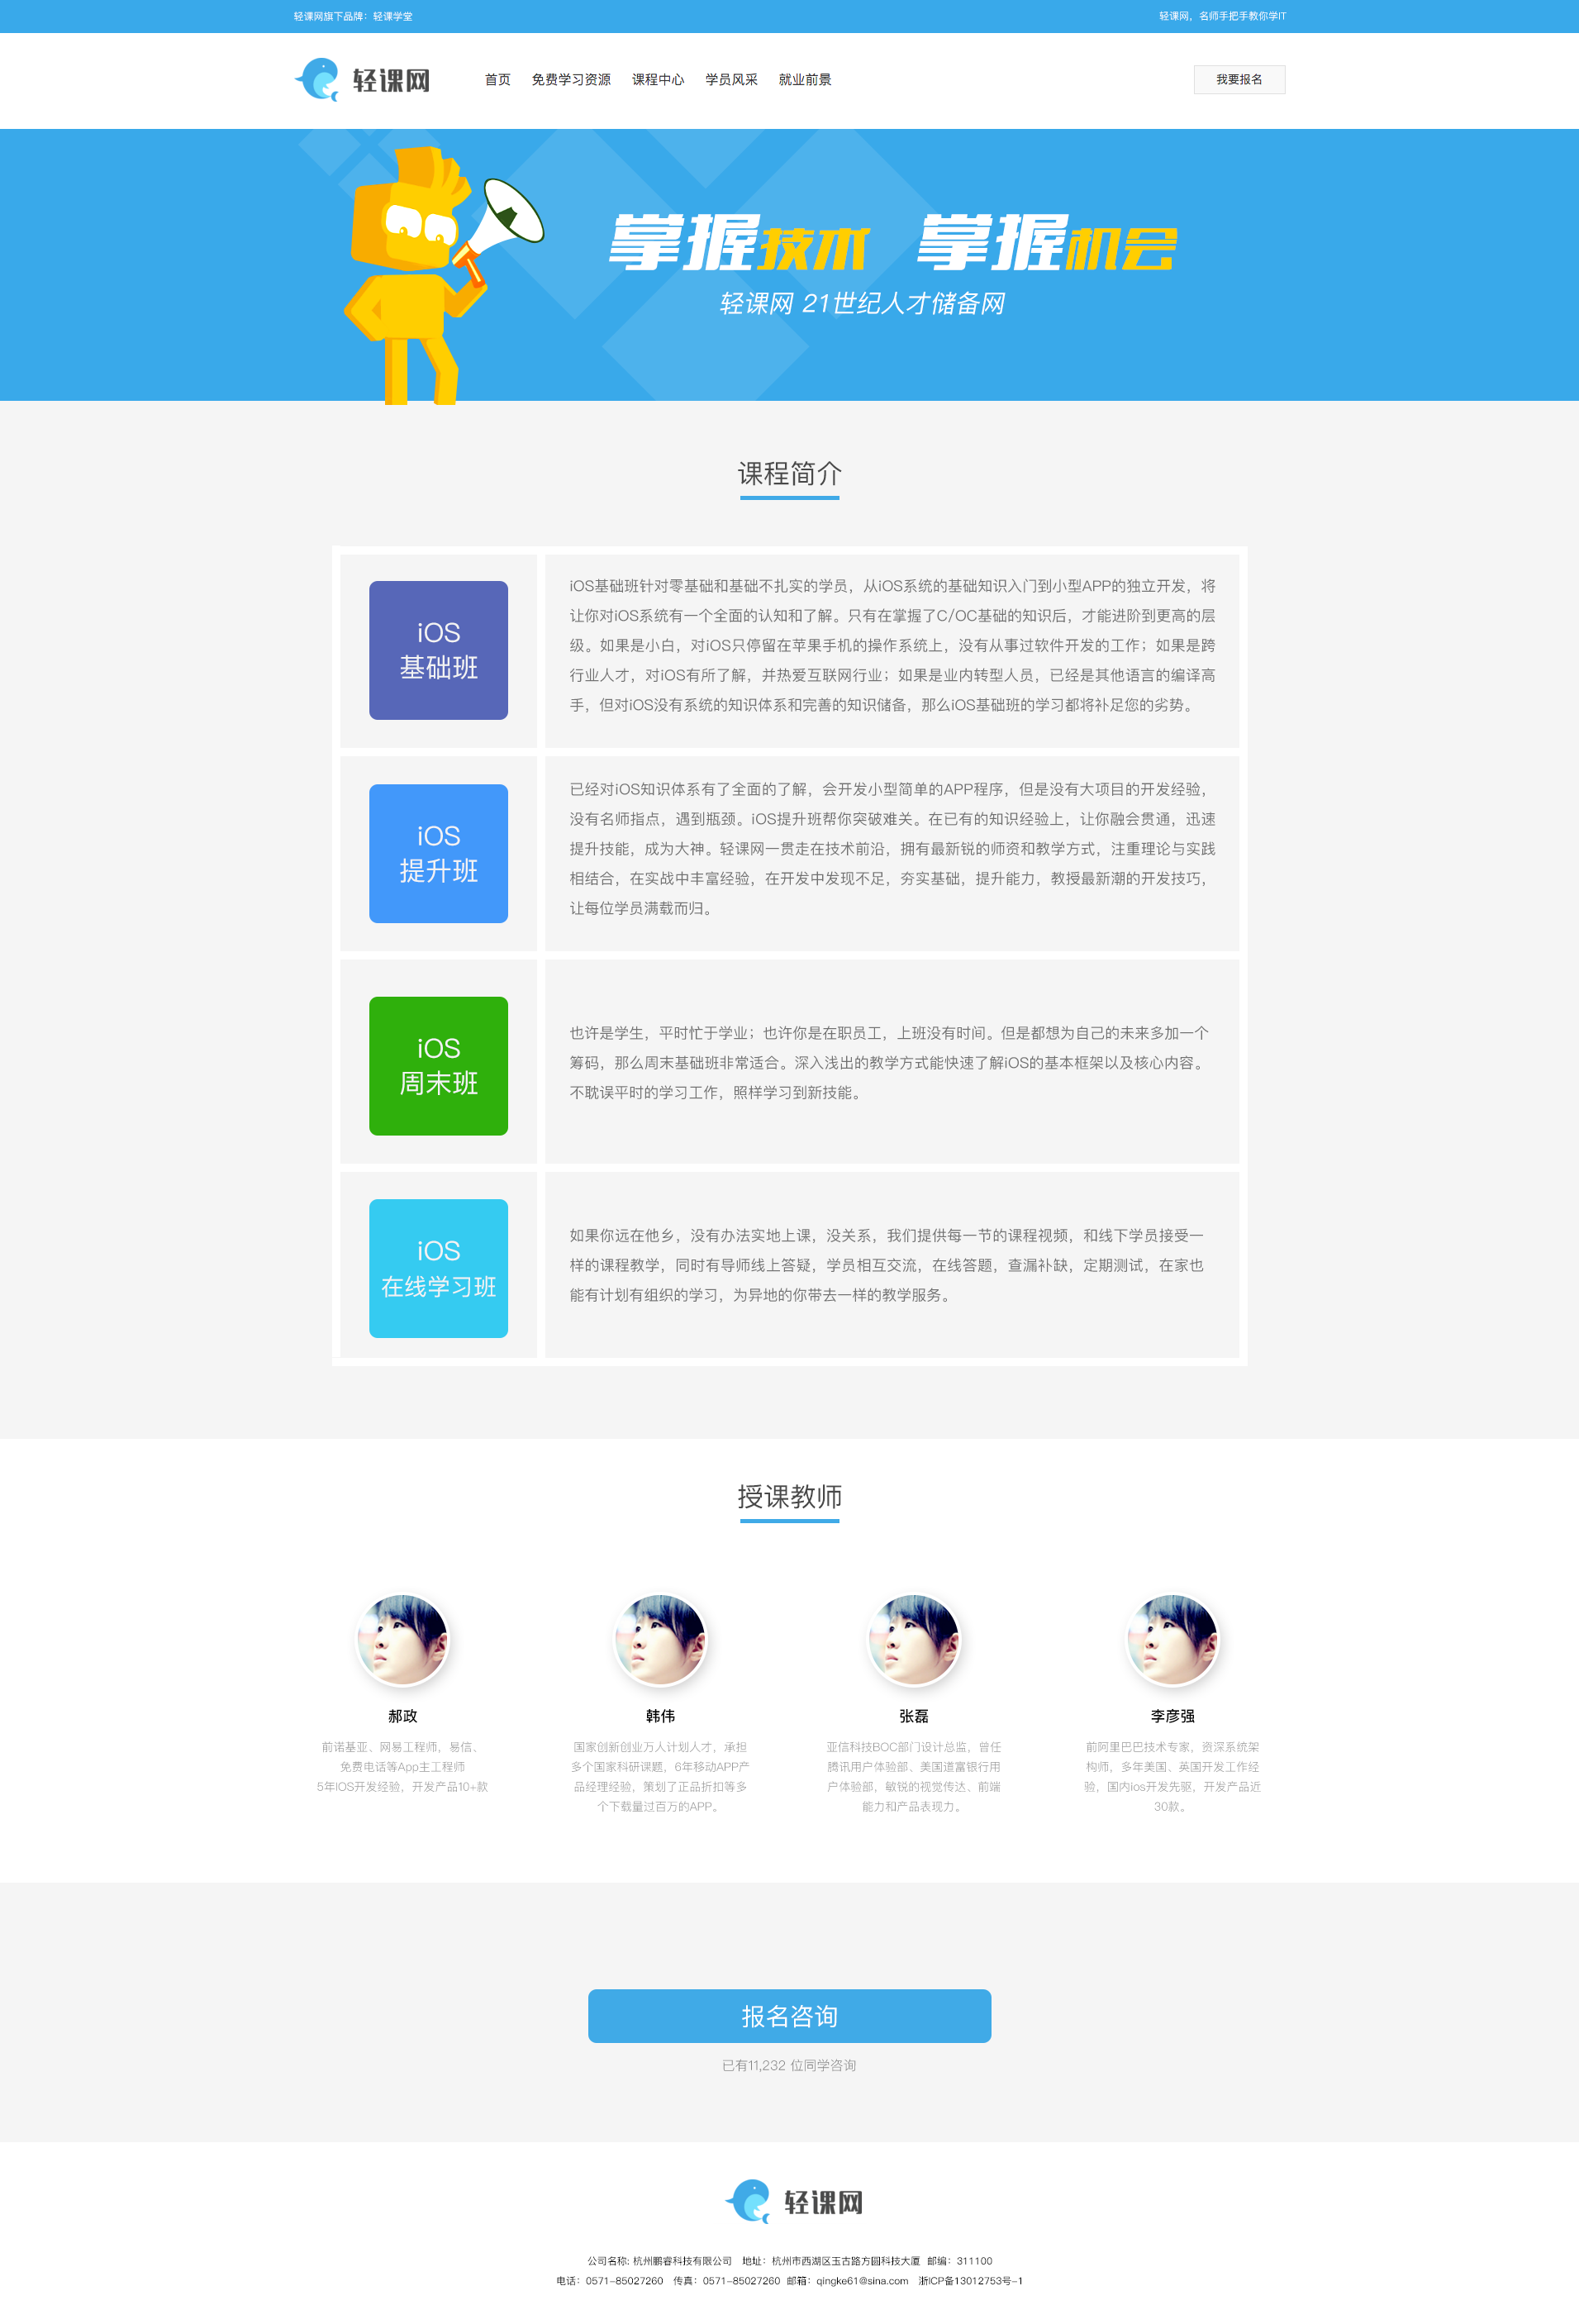 轻课网旗下品牌：轻课学堂
轻课网，名师手把手教你学IT
轻课网
首页 免费学习资源 课程中心 学员风采 就业前景
我要报名
掌握技术 掌握机会
轻课网 21世纪人才储备网
课程简介
iOS
基础班
iOS基础班针对零基础和基础不扎实的学员，从iOS系统的基础知识入门到小型APP的独立开发，将
让你对iOS系统有一个全面的认知和了解。只有在掌握了C/OC基础的知识后，才能进阶到更高的层
级。如果是小白，对iOS只停留在苹果手机的操作系统上，没有从事过软件开发的工作；如果是跨
行业人才，对iOS有所了解，并热爱互联网行业；如果是业内转型人员，已经是其他语言的编译高
手，但对iOS没有系统的知识体系和完善的知识储备，那么iOS基础班的学习都将补足您的劣势。
iOS
提升班
已经对iOS知识体系有了全面的了解，会开发小型简单的APP程序，但是没有大项目的开发经验，
没有名师指点，遇到瓶颈。iOS提升班帮你突破难关。在已有的知识经验上，让你融会贯通，迅速
提升技能，成为大神。轻课网一贯走在技术前沿，拥有最新锐的师资和教学方式，注重理论与实践
相结合，在实战中丰富经验，在开发中发现不足，夯实基础，提升能力，教授最新潮的开发技巧，
让每位学员满载而归。
iOS
周末班
也许是学生，平时忙于学业；也许你是在职员工，上班没有时间。但是都想为自己的未来多加一个
筹码，那么周末基础班非常适合。深入浅出的教学方式能快速了解iOS的基本框架以及核心内容。
不耽误平时的学习工作，照样学习到新技能。
iOS
在线学习班
如果你远在他乡，没有办法实地上课，没关系，我们提供每一节的课程视频，和线下学员接受一
样的课程教学，同时有导师线上答疑，学员相互交流，在线答题，查漏补缺，定期测试，在家也
能有计划有组织的学习，为异地的你带去一样的教学服务。
授课教师
郝政
前诺基亚、网易工程师，易信、
免费电话等App主工程师
5年IOS开发经验，开发产品10+款
韩伟
国家创新创业万人计划人才，承担
多个国家科研课题，6年移动APP产
品经理经验，策划了正品折扣等多
个下载量过百万的APP。
张磊
亚信科技BOC部门设计总监，曾任
腾讯用户体验部、美国道富银行用
户体验部，敏锐的视觉传达、前端
能力和产品表现力。
李彦强
前阿里巴巴技术专家，资深系统架
构师，多年美国、英国开发工作经
验，国内ios开发先驱，开发产品近
30款。
报名咨询
已有11,232 位同学咨询
轻课网
公司名称: 杭州鹏睿科技有限公司 地址：杭州市西湖区玉古路方圆科技大厦 邮编：311100
电话：0571-85027260 传真：0571-85027260 邮箱：qingke61@sina.com 浙ICP备13012753号-1